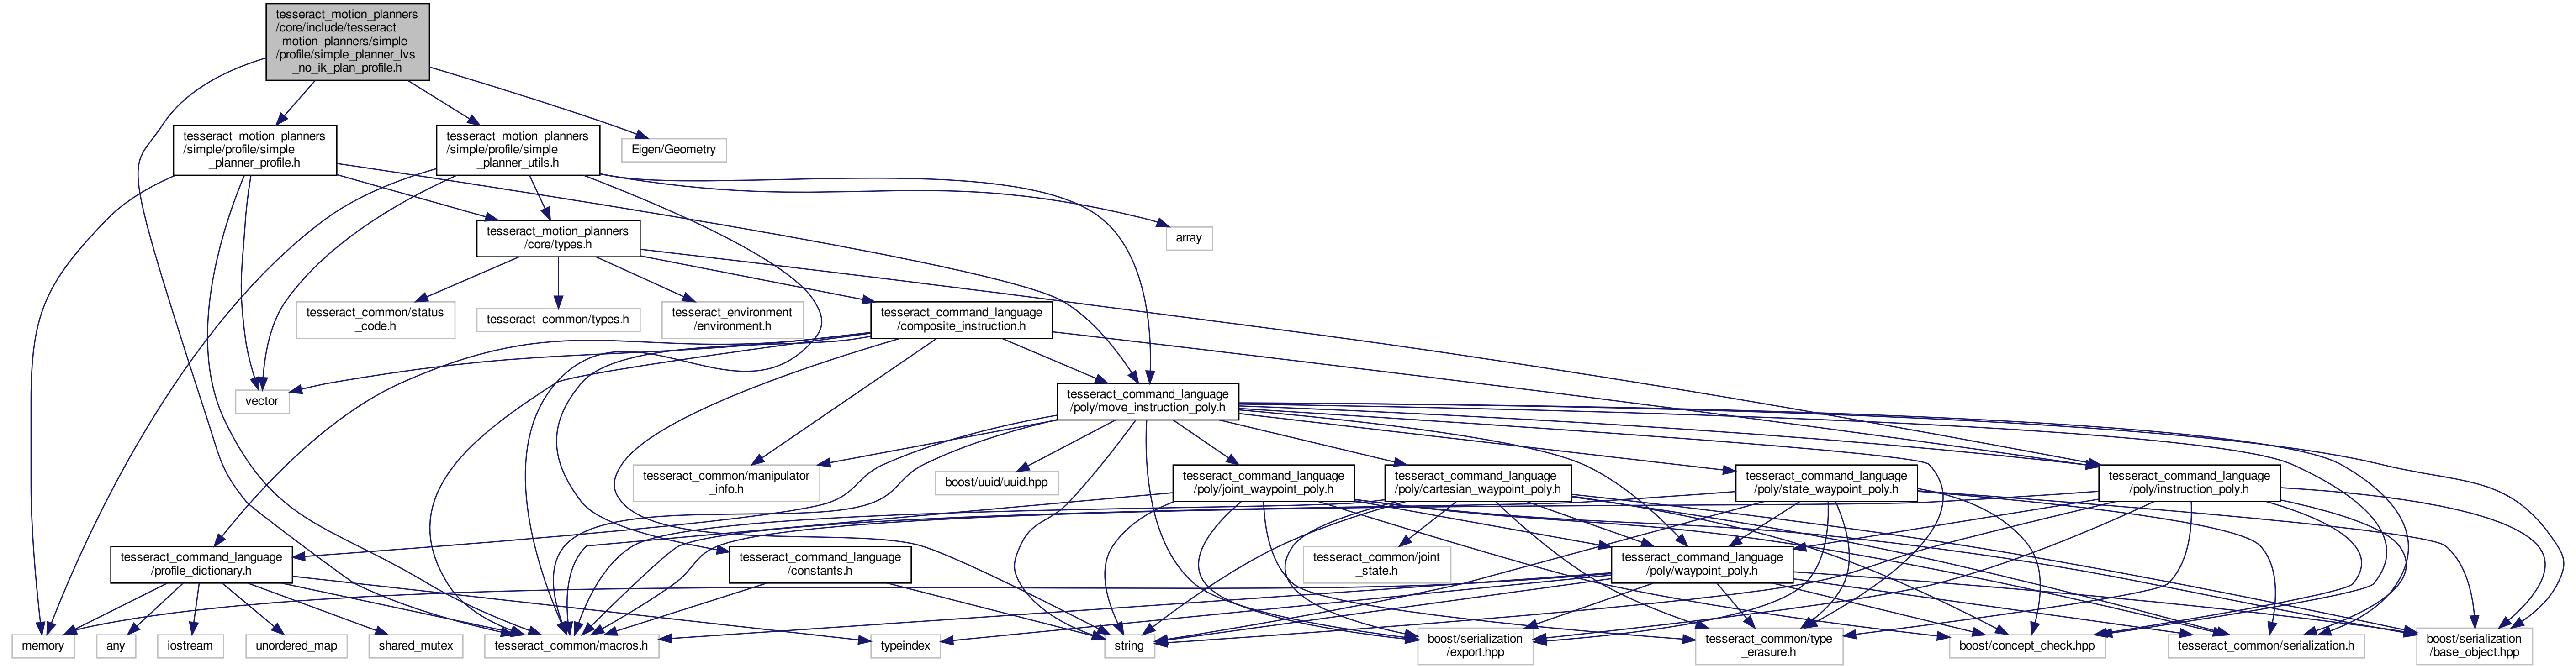 tesseract_motion_planners
/core/include/tesseract
_motion_planners/simple
/profile/simple_planner_lvs
_no_ik_plan_profile.h
tesseract_motion_planners
/simple/profile/simple
_planner_profile.h
tesseract_motion_planners
/simple/profile/simple
_planner_utils.h
Eigen/Geometry
tesseract_motion_planners
/core/types.h
array
tesseract_common/status
_code.h
tesseract_common/types.h
tesseract_environment
/environment.h
tesseract_command_language
/composite_instruction.h
vector
tesseract_command_language
/poly/move_instruction_poly.h
tesseract_common/manipulator
_info.h
boost/uuid/uuid.hpp
tesseract_command_language
/poly/joint_waypoint_poly.h
tesseract_command_language
/poly/cartesian_waypoint_poly.h
tesseract_command_language
/poly/state_waypoint_poly.h
tesseract_command_language
/poly/instruction_poly.h
tesseract_command_language
/profile_dictionary.h
tesseract_command_language
/constants.h
tesseract_common/joint
_state.h
tesseract_command_language
/poly/waypoint_poly.h
memory
any
iostream
unordered_map
shared_mutex
tesseract_common/macros.h
typeindex
string
boost/serialization
/export.hpp
tesseract_common/type
_erasure.h
boost/concept_check.hpp
tesseract_common/serialization.h
boost/serialization
/base_object.hpp